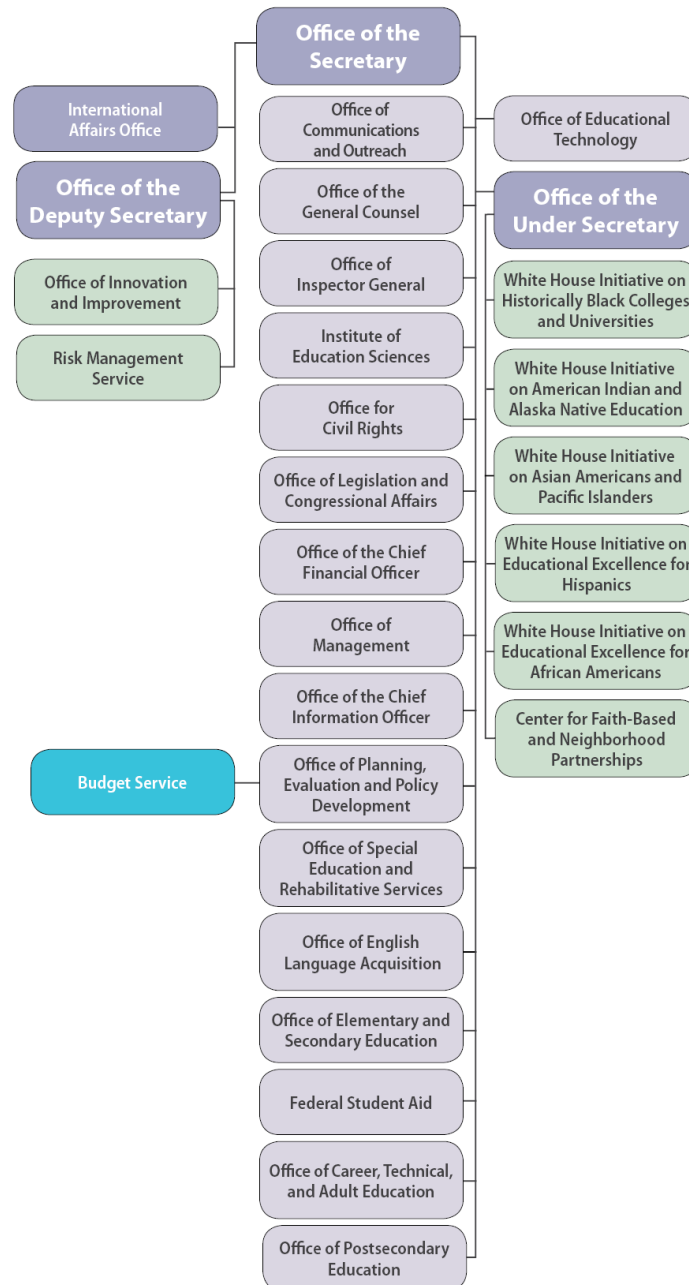 Office of the
Secretary
International
Affairs Office
Office of the
Deputy Secretary
Office of Innovation
and Improvement
Risk Management
Service
Office of
Communications
and Outreach
Office of the
General Counsel
Office of
Inspector General
Institute of
Education Sciences
Office for
Civil Rights
Office of Legislation and
Congressional Affairs
Office of the Chief
Financial Officer
Office of
Management
Office of the Chief
Information Officer
Budget Service
Office of Planning,
Evaluation and Policy
Development
Office of Special
Education and
Rehabilitative Services
Office of English
Language Acquisition
Office of Elementary and
Secondary Education
Federal Student Aid
Office of Career, Technical,
and Adult Education
Office of Postsecondary
Education
Office of Educational
Technology
Office of the
Under Secretary
White House Initiative on
Historically Black Colleges
and Universities
White House Initiative
on American Indian and
Alaska Native Education
White House Initiative
on Asian Americans and
Pacific Islanders
White House Initiative on
Educational Excellence for
Hispanics
White House Initiative on
Educational Excellence for
African Americans
Center for Faith-Based
and Neighborhood
Partnerships